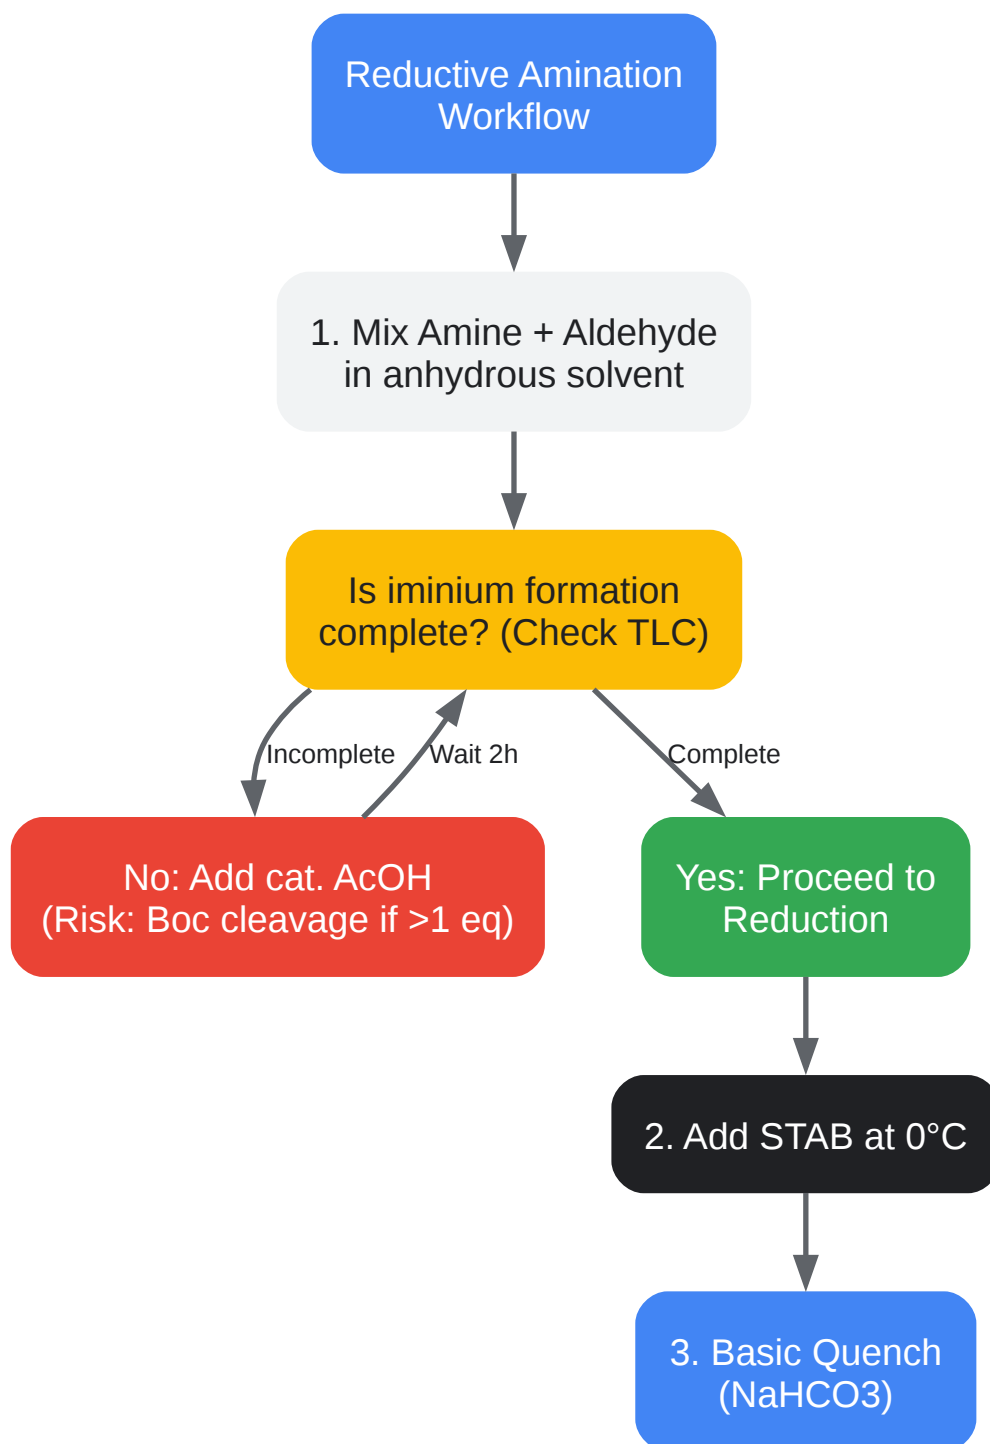 Reductive Amination
Workflow
1. Mix Amine + Aldehyde
in anhydrous solvent
Is iminium formation
complete? (Check TLC)
Incomplete
Wait 2h
Complete
No: Add cat. AcOH
(Risk: Boc cleavage if >1 eq)
Yes: Proceed to
Reduction
2. Add STAB at 0°C
3. Basic Quench
(NaHCO3)